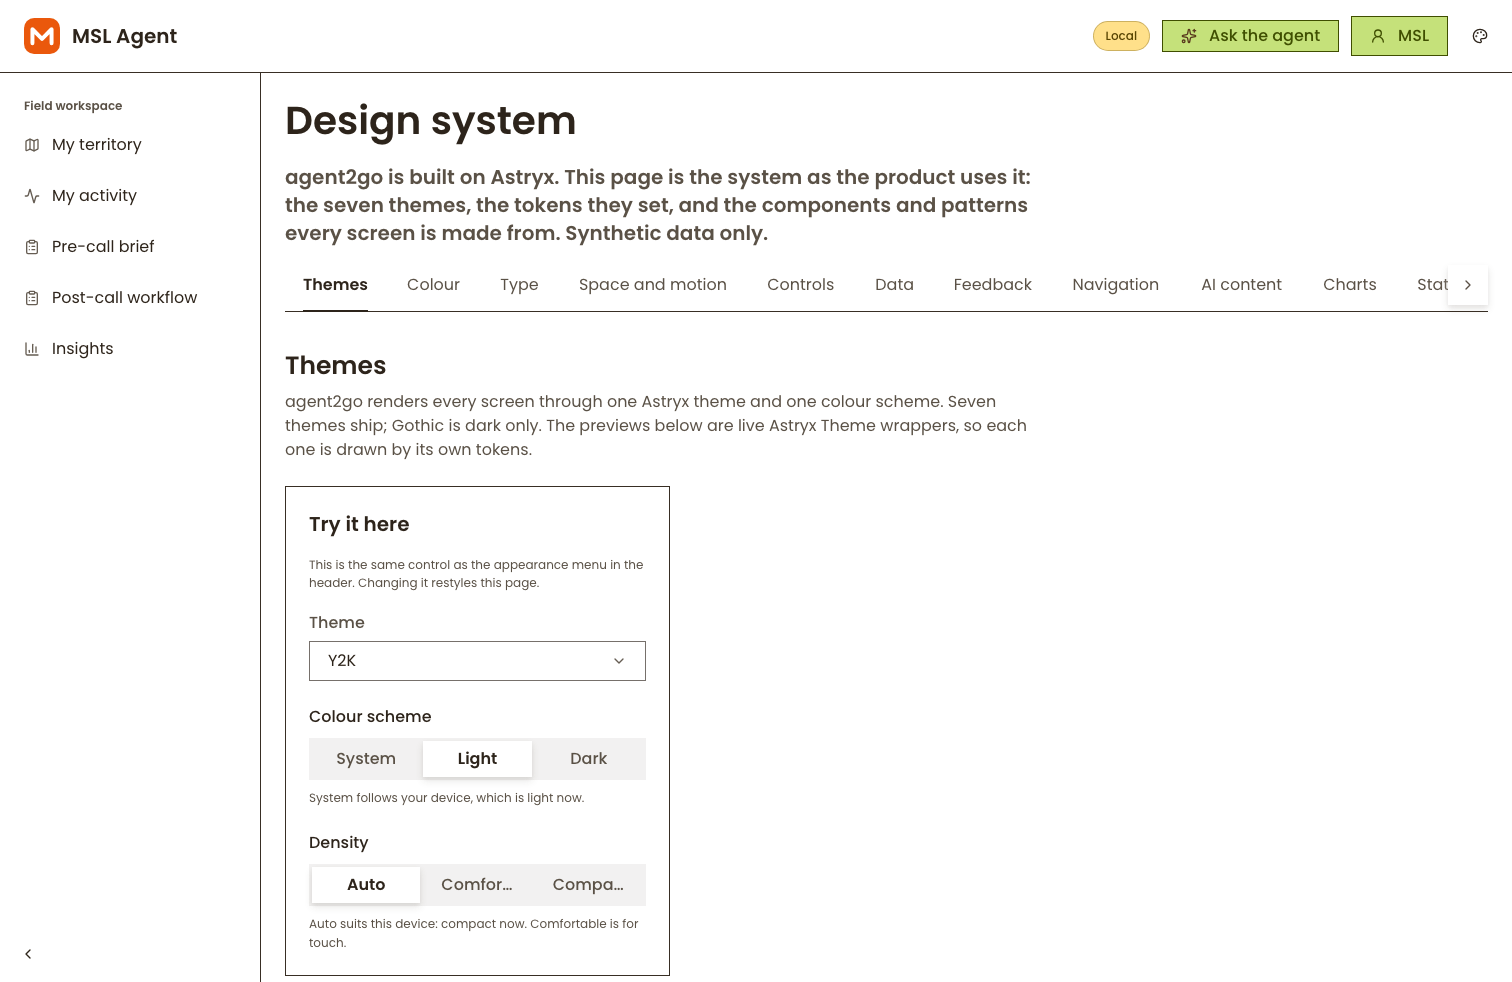 MSL Agent
Local
Ask the agent
MSL
Field workspace
My territory
My activity
Pre-call brief
Post-call workflow
Insights
Design system
agent2go is built on Astryx. This page is the system as the product uses it:
the seven themes, the tokens they set, and the components and patterns
every screen is made from. Synthetic data only.
Themes
Colour
Type
Space and motion
Controls
Data
Feedback
Navigation
AI content
Charts
Stat
Themes
agent2go renders every screen through one Astryx theme and one colour scheme. Seven
themes ship; Gothic is dark only. The previews below are live Astryx Theme wrappers, so each
one is drawn by its own tokens.
Try it here
This is the same control as the appearance menu in the
header. Changing it restyles this page.
Theme
Y2K
Colour scheme
System
Light
Dark
System follows your device, which is light now.
Density
Auto
Comfor...
Compa...
Auto suits this device: compact now. Comfortable is for
touch.